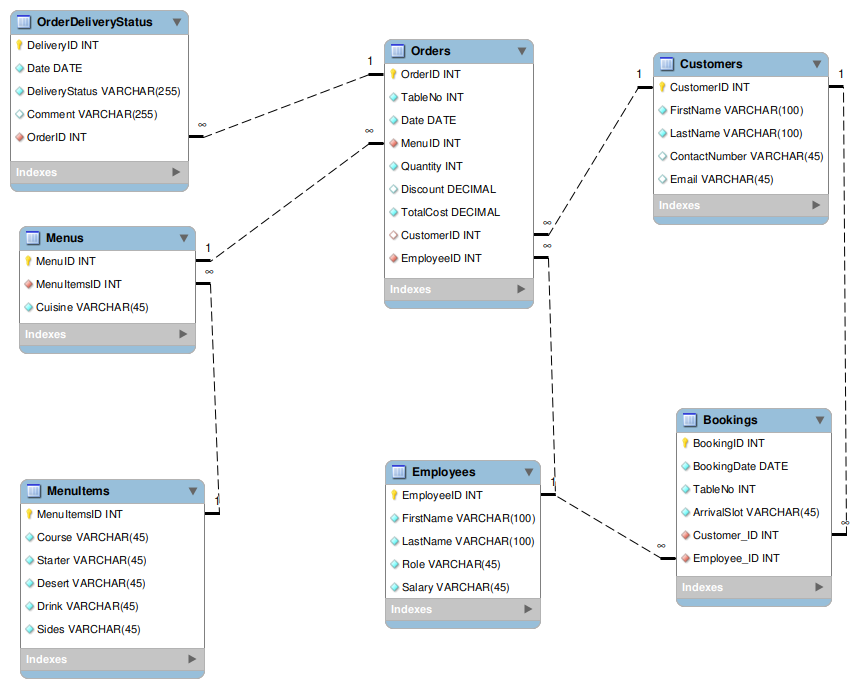 OrderDeliveryStatus
DeliveryID INT
Date DATE
DeliveryStatus VARCHAR(255)
Comment VARCHAR(255)
OrderID INT
Indexes
1
∞
Orders
OrderID INT
TableNo INT
Date DATE
MenuID INT
Quantity INT
Discount DECIMAL
TotalCost DECIMAL
CustomerID INT
EmployeeID INT
Indexes
∞
1
∞
∞
1
Customers
CustomerID INT
FirstName VARCHAR(100)
LastName VARCHAR(100)
ContactNumber VARCHAR(45)
Email VARCHAR(45)
Indexes
1
Menus
MenuID INT
MenuItemsID INT
Cuisine VARCHAR(45)
Indexes
∞
1
MenuItems
MenuItemsID INT
Course VARCHAR(45)
Starter VARCHAR(45)
Desert VARCHAR(45)
Drink VARCHAR(45)
Sides VARCHAR(45)
Indexes
Employees
EmployeeID INT
FirstName VARCHAR(100)
LastName VARCHAR(100)
Role VARCHAR(45)
Salary VARCHAR(45)
Indexes
1
∞
Bookings
BookingID INT
BookingDate DATE
TableNo INT
ArrivalSlot VARCHAR(45)
Customer_ID INT
Employee_ID INT
Indexes
∞
1